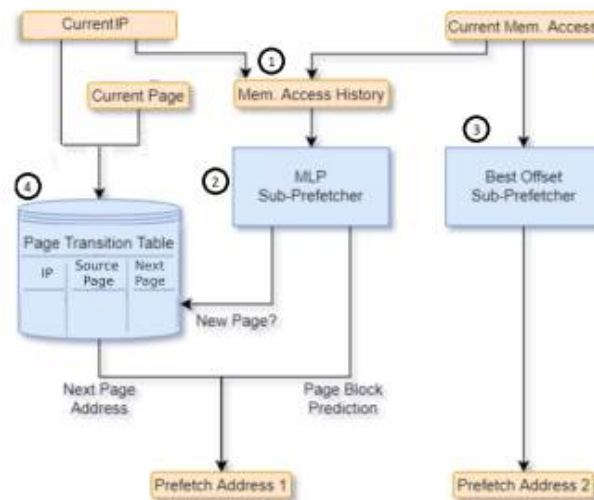 CurrentIP
Current Mem. Access
1
Current Page
Mem. Access History
3
2
MLP
Sub-Prefetcher
Best Offset
Sub-Prefetcher
4
Page Transition Table
IP
Source
Page
Next
Page
New Page?
Next Page
Address
Page Block
Prediction
Prefetch Address 1
Prefetch Address 2